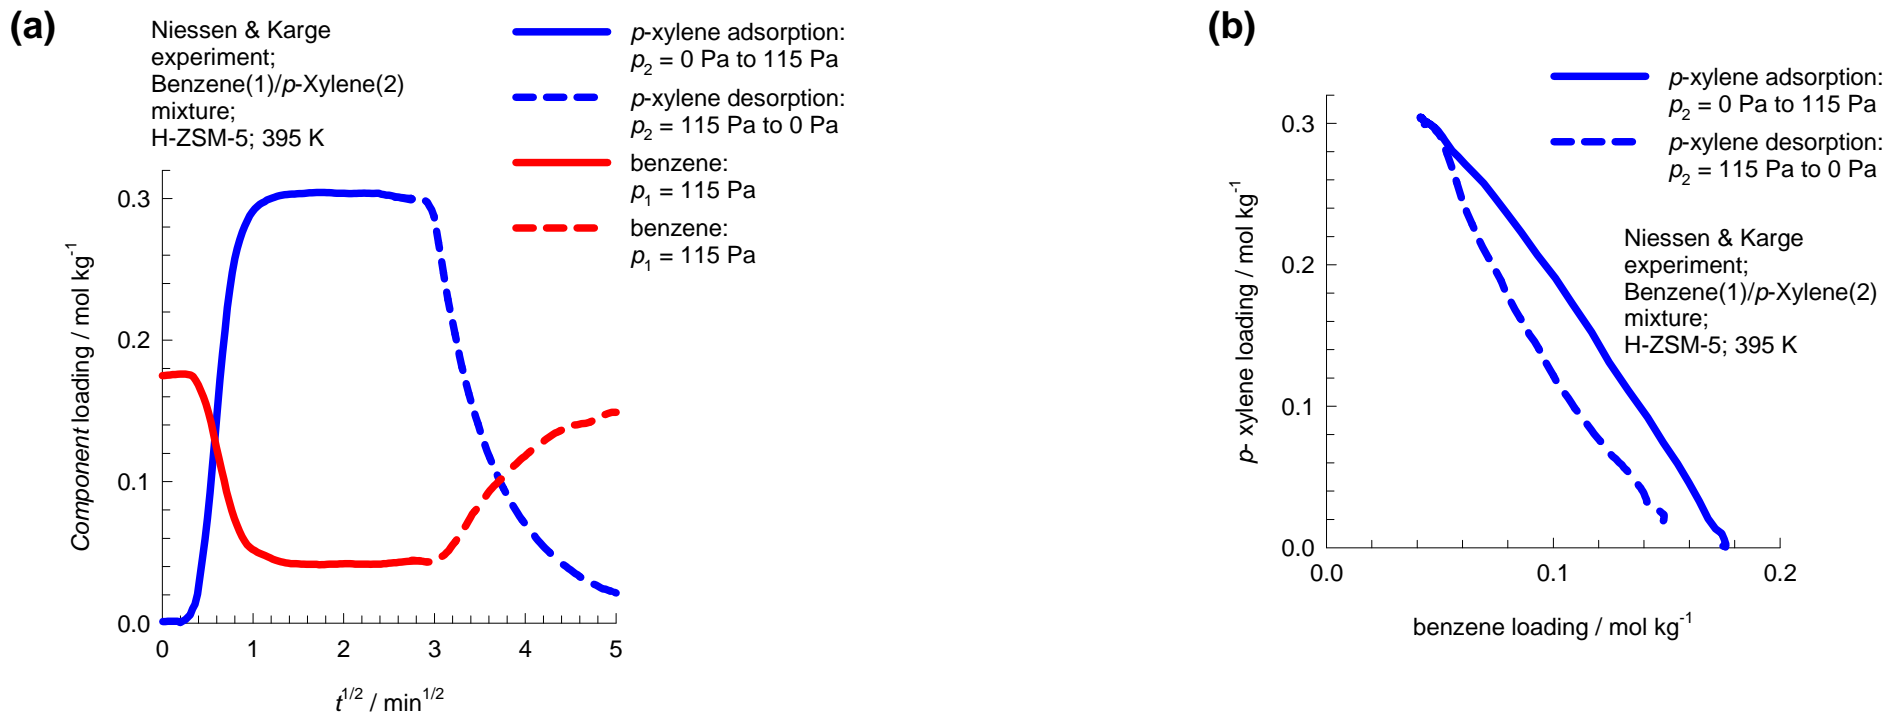 (a)
Niessen & Karge
experiment;
Benzene(1)/p-Xylene(2)
mixture;
H-ZSM-5; 395 K
p-xylene adsorption:
p2 = 0 Pa to 115 Pa
p-xylene desorption:
p2 = 115 Pa to 0 Pa
benzene:
p1 = 115 Pa
benzene:
p1 = 115 Pa
Component loading / mol kg-1
0.3
0.2
0.1
0.0
0 1 2 3 4 5
t1/2 / min1/2
(b)
p-xylene adsorption:
p2 = 0 Pa to 115 Pa
p-xylene desorption:
p2 = 115 Pa to 0 Pa
Niessen & Karge
experiment;
Benzene(1)/p-Xylene(2)
mixture;
H-ZSM-5; 395 K
p- xylene loading / mol kg-1
0.3
0.2
0.1
0.0
0.0 0.1 0.2
benzene loading / mol kg-1